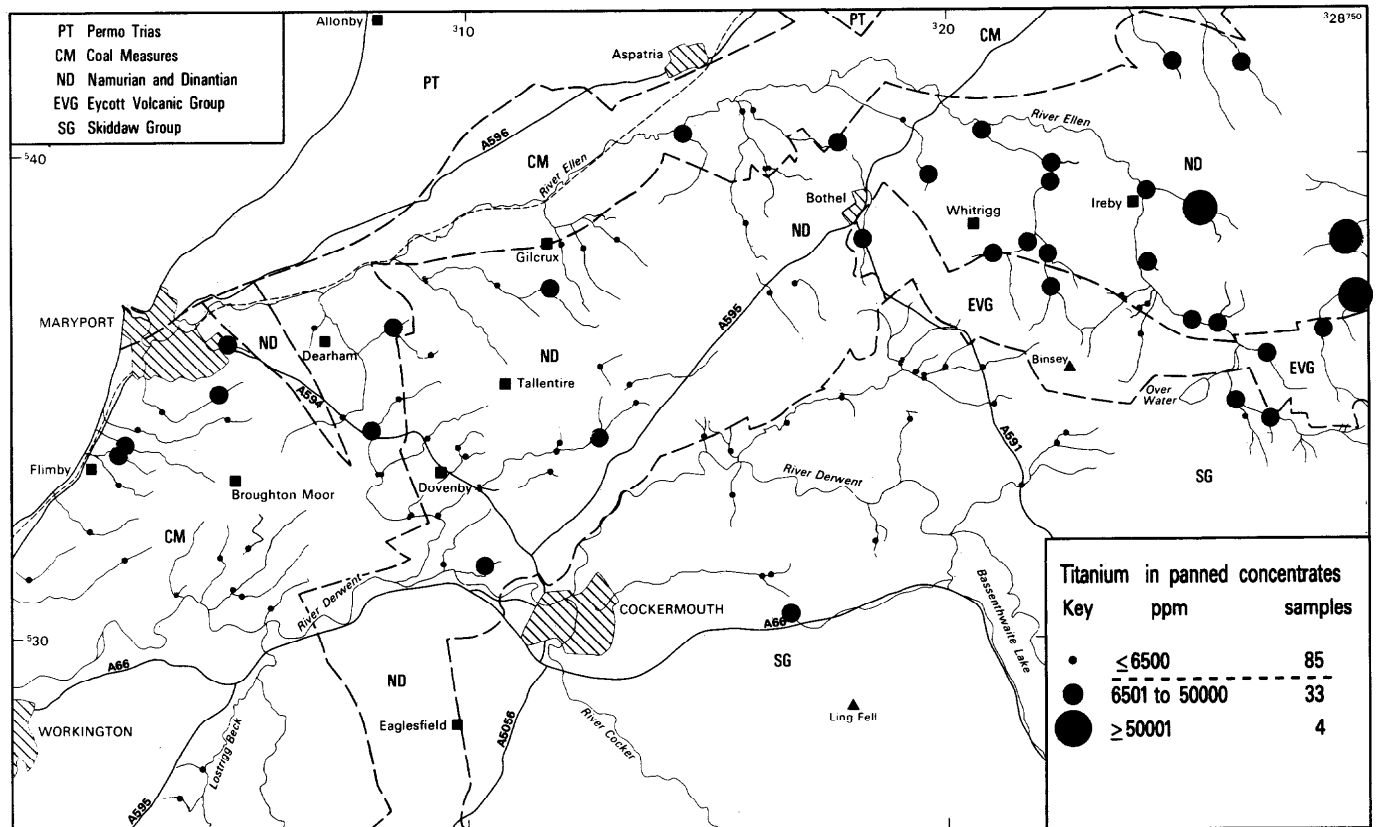 PT Permo Trias
CM Coal Measures
ND Namurian and Dinantian
EVG Eycott Volcanic Group
SG Skiddaw Group
Allonby
³10
PT
³20
CM
³28⁷⁵⁰
Aspatria
PT
A596
River Ellen
⁵40
CM
River Ellen
ND
Bothel
Whitrigg
Ireby
ND
Gilcrux
EVG
MARYPORT
A595
ND
Dearham
ND
Binsey
EVG
Tallentire
Over
Water
A594
A591
Flimby
Broughton Moor
Dovenby
River Derwent
SG
CM
River Derwent
COCKERMOUTH
Bassenthwaite Lake
⁵30
A66
A66
SG
ND
WORKINGTON
Lostrigg Beck
Eaglesfield
A5056
River Cocker
Ling Fell
A595
Titanium in panned concentrates
Key ppm samples
≤6500 85
6501 to 50000 33
≥50001 4